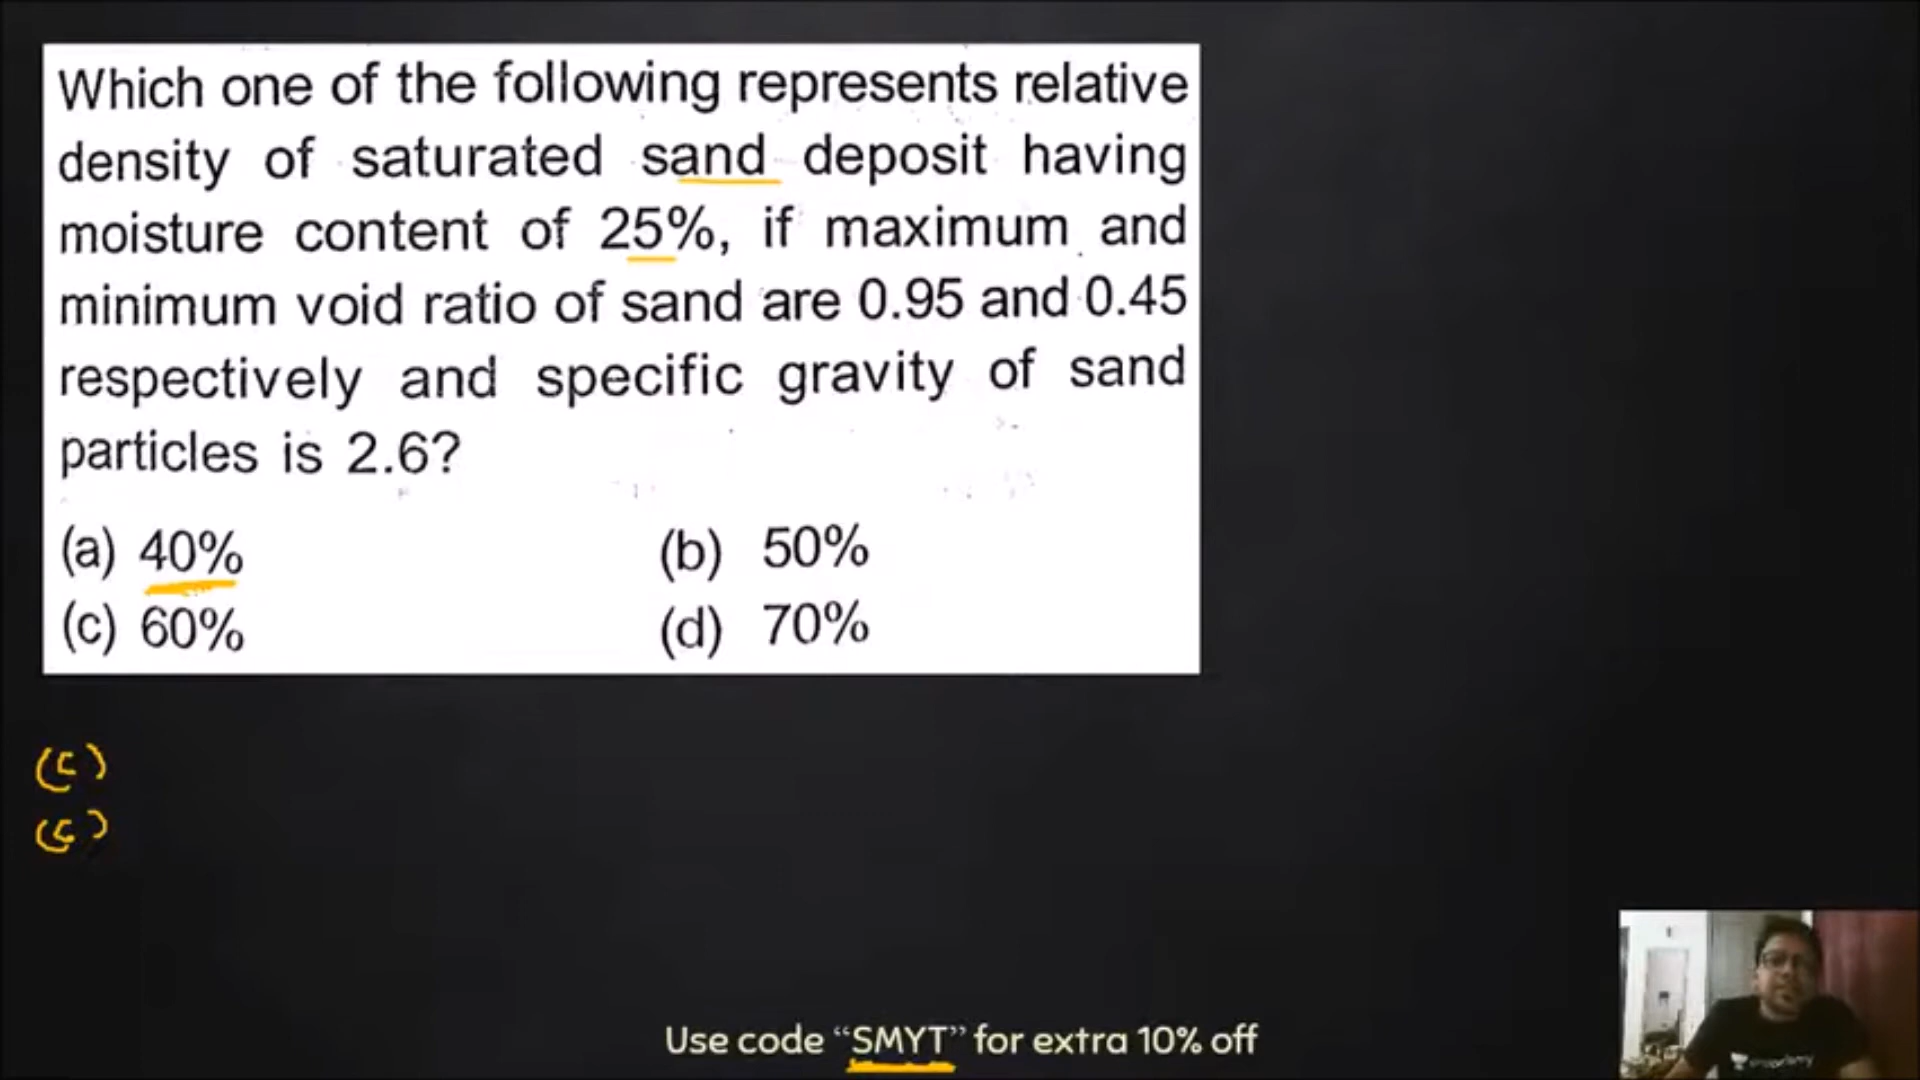 Which one of the following represents relative
density of saturated sand deposit having
moisture content of 25%, if maximum and
minimum void ratio of sand are 0.95 and 0.45
respectively and specific gravity of sand
particles is 2.6?
(a) 40% (b) 50%
(c) 60% (d) 70%
(c)
(c)
Use code “SMYT” for extra 10% off